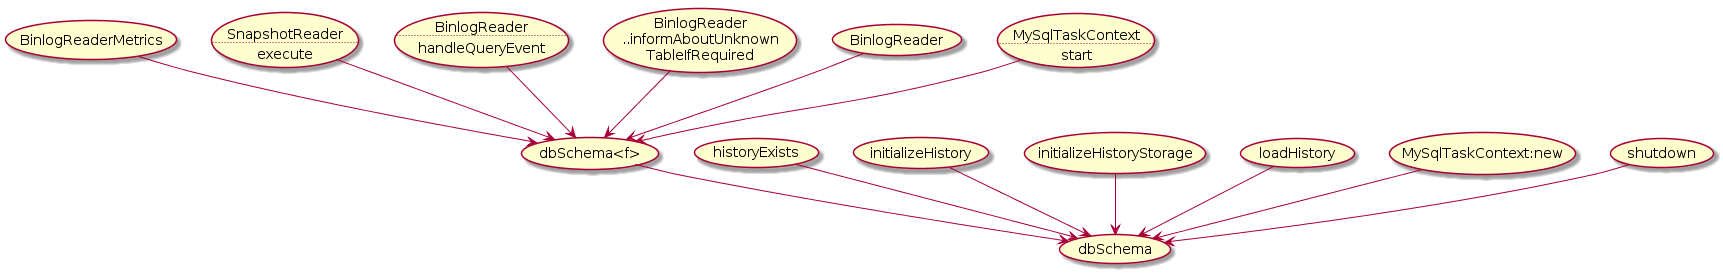 BinlogReaderMetrics
SnapshotReader
execute
BinlogReader
handleQueryEvent
BinlogReader
..informAboutUnknown
TableIfRequired
BinlogReader
MySqlTaskContext
start
dbSchema<f>
historyExists
initializeHistory
initializeHistoryStorage
loadHistory
MySqlTaskContext:new
shutdown
dbSchema